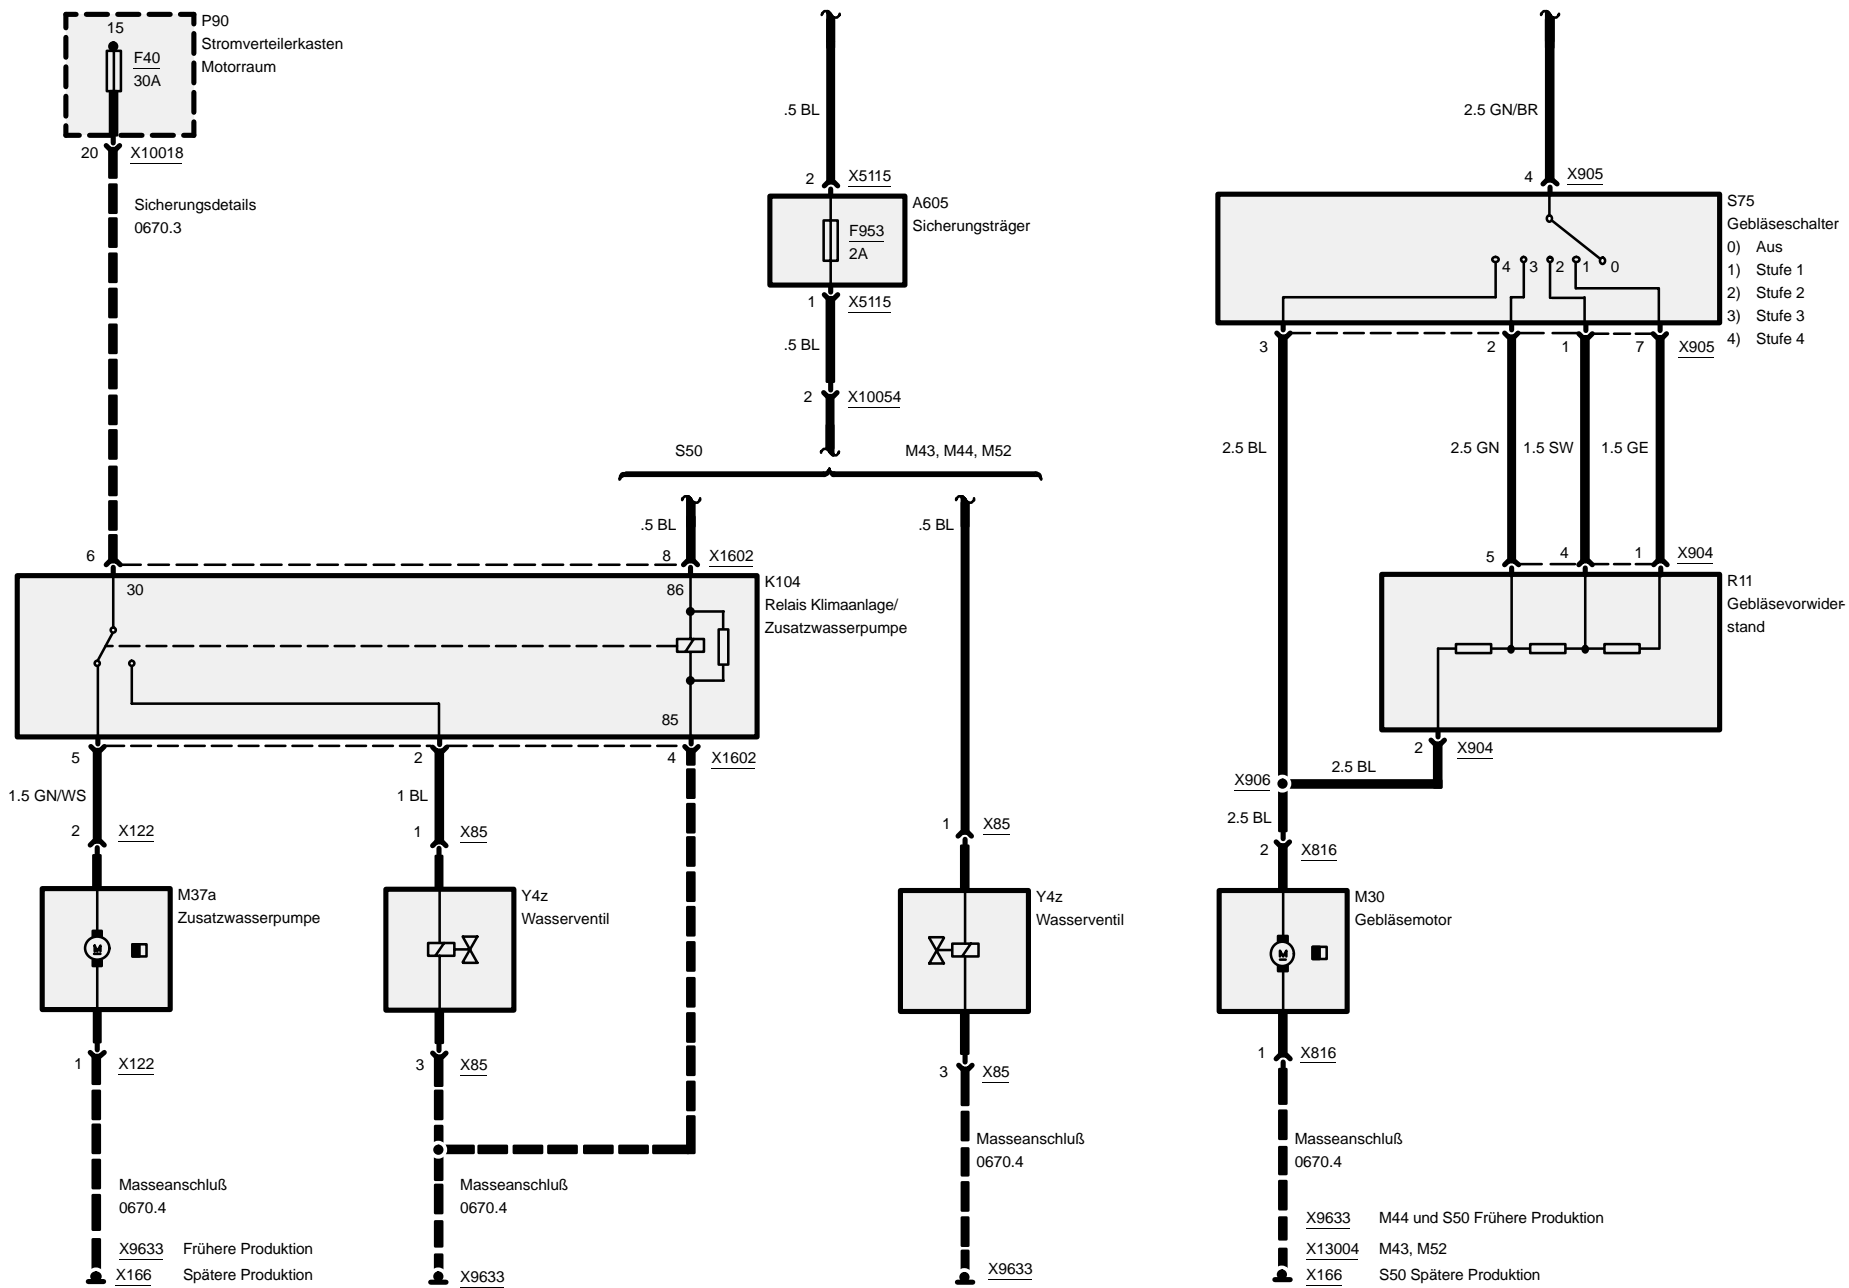 15
P90
Stromverteilerkasten
Motorraum
F40
30A
20 X10018
Sicherungsdetails
0670.3
.5 BL
2 X5115
A605
Sicherungsträger
F953
2A
1 X5115
.5 BL
2 X10054
S50
M43, M44, M52
.5 BL
.5 BL
6
8 X1602
30
86
85
K104
Relais Klimaanlage/
Zusatzwasserpumpe
5
2
4 X1602
1.5 GN/WS
1 BL
2 X122
1 X85
1 X85
M37a
Zusatzwasserpumpe
M
Y4z
Wasserventil
Y4z
Wasserventil
1 X122
3 X85
3 X85
Masseanschluß
0670.4
Masseanschluß
0670.4
Masseanschluß
0670.4
X9633 Frühere Produktion
X166 Spätere Produktion
X9633
X9633
2.5 GN/BR
4 X905
S75
Gebläseschalter
0) Aus
1) Stufe 1
2) Stufe 2
3) Stufe 3
4) Stufe 4
4 3 2 1 0
3 2 1 7 X905
2.5 BL
2.5 GN
1.5 SW
1.5 GE
5 4 1 X904
R11
Gebläsevorwider-
stand
2 X904
X906
2.5 BL
2.5 BL
2 X816
M30
Gebläsemotor
M
1 X816
Masseanschluß
0670.4
X9633 M44 und S50 Frühere Produktion
X13004 M43, M52
X166 S50 Spätere Produktion